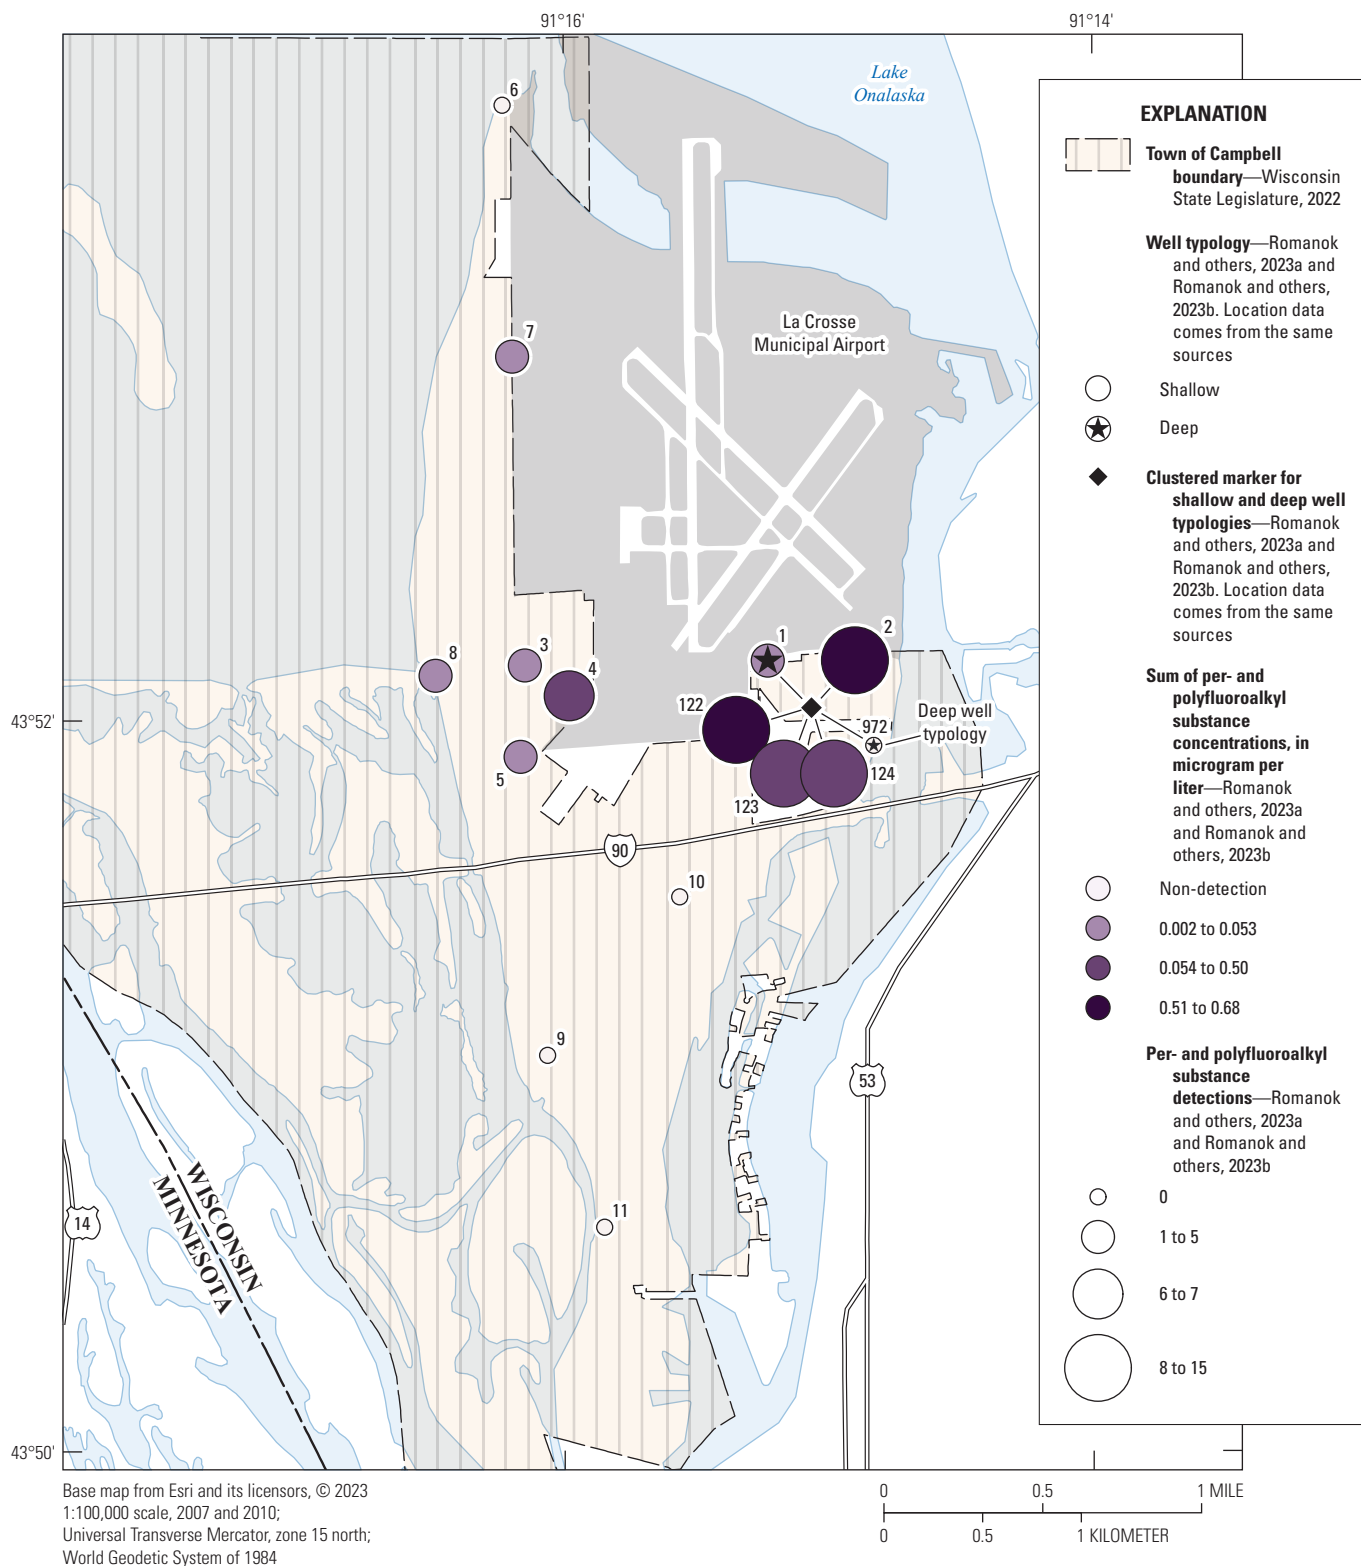 91°16'
91°14'
Lake
Onalaska
6
7
La Crosse
Municipal Airport
8
3
4
1
2
43°52'
122
972
Deep well
typology
5
123
124
90
10
9
53
11
14
WISCONSIN
MINNESOTA
43°50'
EXPLANATION
Town of Campbell
boundary—Wisconsin
State Legislature, 2022
Well typology—Romanok
and others, 2023a and
Romanok and others,
2023b. Location data
comes from the same
sources
Shallow
Deep
Clustered marker for
shallow and deep well
typologies—Romanok
and others, 2023a and
Romanok and others,
2023b. Location data
comes from the same
sources
Sum of per- and
polyfluoroalkyl
substance
concentrations, in
microgram per
liter—Romanok
and others, 2023a
and Romanok and
others, 2023b
Non-detection
0.002 to 0.053
0.054 to 0.50
0.51 to 0.68
Per- and polyfluoroalkyl
substance
detections—Romanok
and others, 2023a
and Romanok and
others, 2023b
0
1 to 5
6 to 7
8 to 15
Base map from Esri and its licensors, © 2023
1:100,000 scale, 2007 and 2010;
Universal Transverse Mercator, zone 15 north;
World Geodetic System of 1984
0 0.5 1 MILE
0 0.5 1 KILOMETER